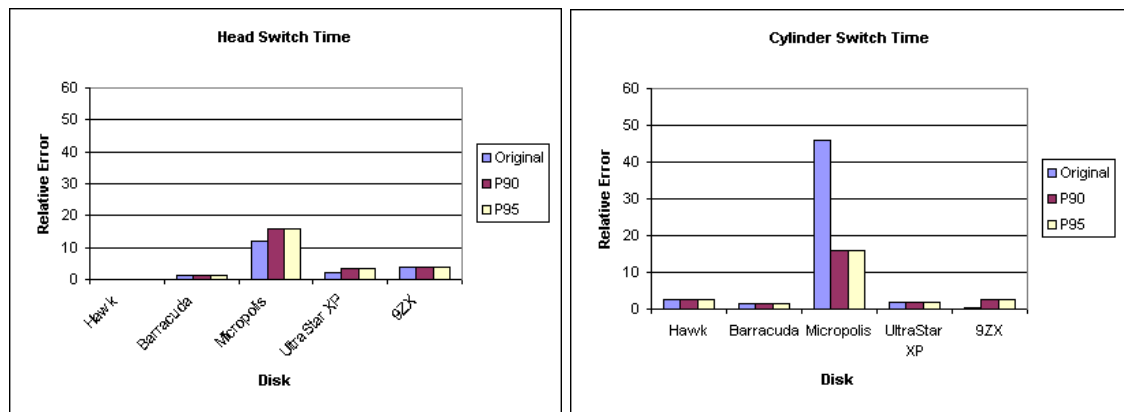 Head Switch Time
60
50
40
30
20
10
0
Relative Error
Hawk
Barracuda
Micropolis
UltraStar XP
9ZX
Disk
Original
P90
P95
Cylinder Switch Time
60
50
40
30
20
10
0
Relative Error
Hawk
Barracuda
Micropolis
UltraStar
XP
9ZX
Disk
Original
P90
P95